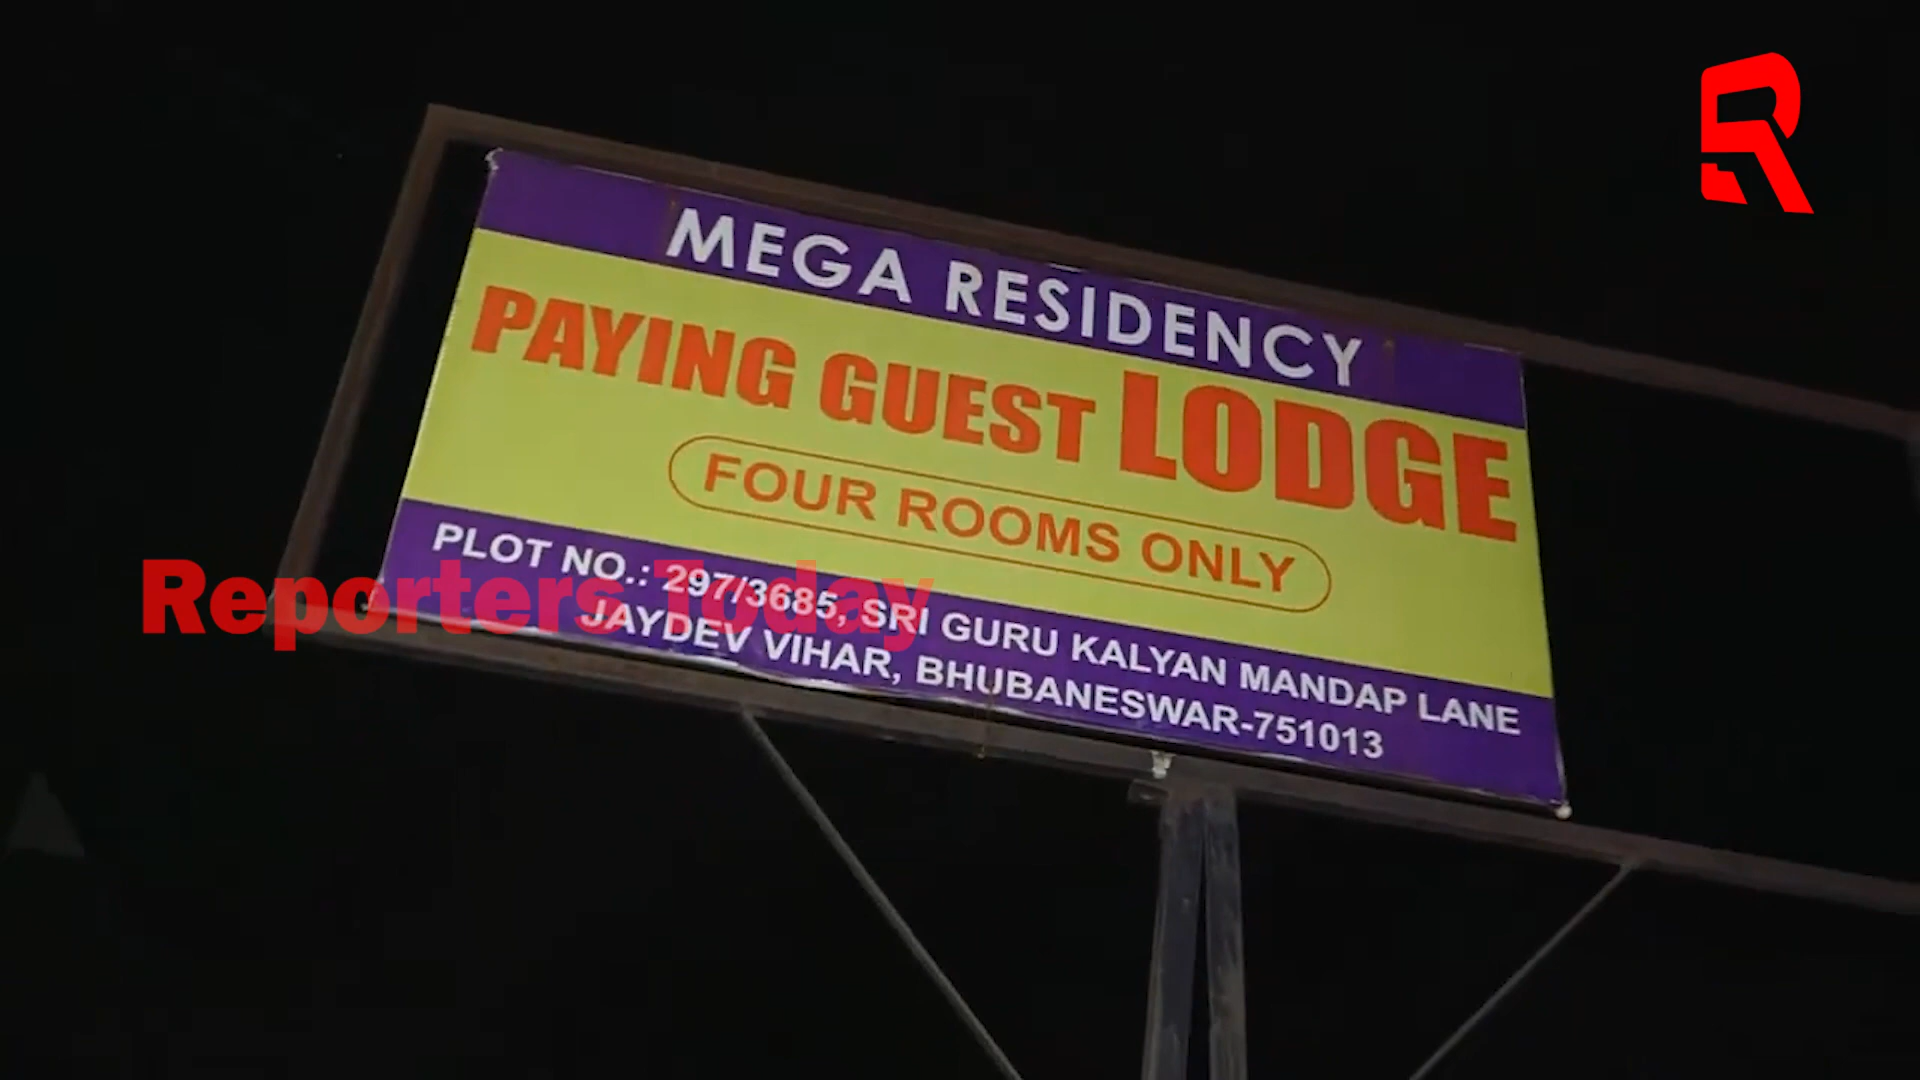 MEGA RESIDENCY
PAYING GUEST LODGE
FOUR ROOMS ONLY
PLOT NO.: 297/3685, SRI GURU KALYAN MANDAP LANE
JAYDEV VIHAR, BHUBANESWAR-751013
Reporters Today
R